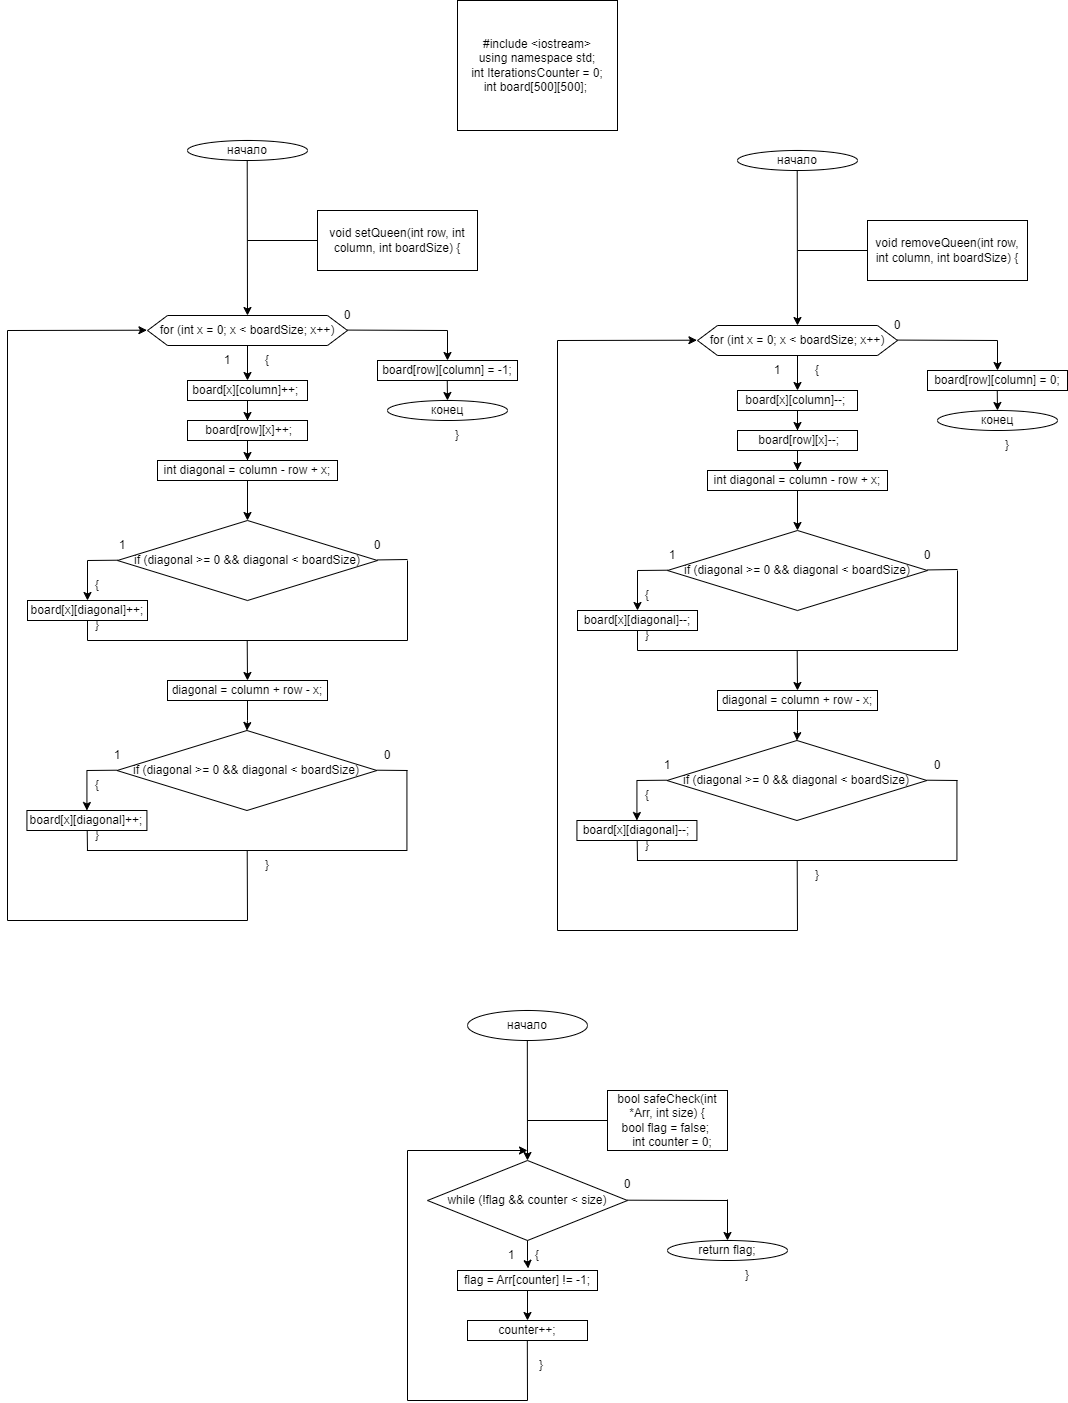 #include <iostream>
using namespace std;
int IterationsCounter = 0;
int board[500][500];
начало
void setQueen(int row, int
column, int boardSize) {
for (int x = 0; x < boardSize; x++)
0
1
{
board[row][column] = -1;
board[x][column]++;
конец
board[row][x]++;
}
int diagonal = column - row + x;
1
0
if (diagonal >= 0 && diagonal < boardSize)
{
board[x][diagonal]++;
}
diagonal = column + row - x;
1
0
if (diagonal >= 0 && diagonal < boardSize)
{
board[x][diagonal]++;
}
}
начало
void removeQueen(int row,
int column, int boardSize) {
for (int x = 0; x < boardSize; x++)
0
1
{
board[row][column] = 0;
board[x][column]--;
конец
board[row][x]--;
}
int diagonal = column - row + x;
1
0
if (diagonal >= 0 && diagonal < boardSize)
{
board[x][diagonal]--;
}
diagonal = column + row - x;
1
0
if (diagonal >= 0 && diagonal < boardSize)
{
board[x][diagonal]--;
}
}
начало
bool safeCheck(int
*Arr, int size) {
bool flag = false;
int counter = 0;
while (!flag && counter < size)
0
return flag;
}
1
{
flag = Arr[counter] != -1;
counter++;
}